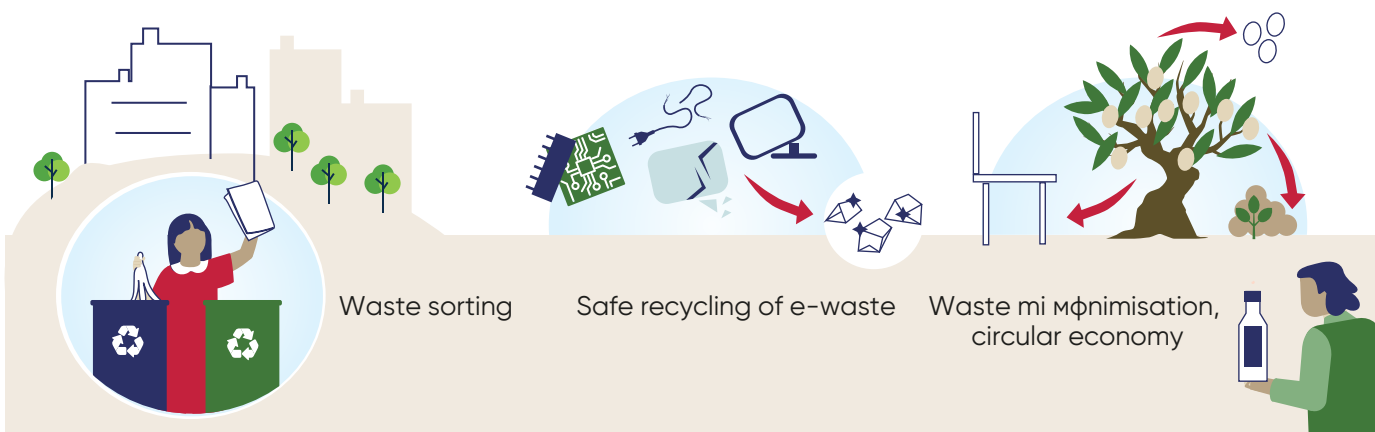 Waste sorting
Safe recycling of e-waste
Waste mi мфnimisation,
circular economy